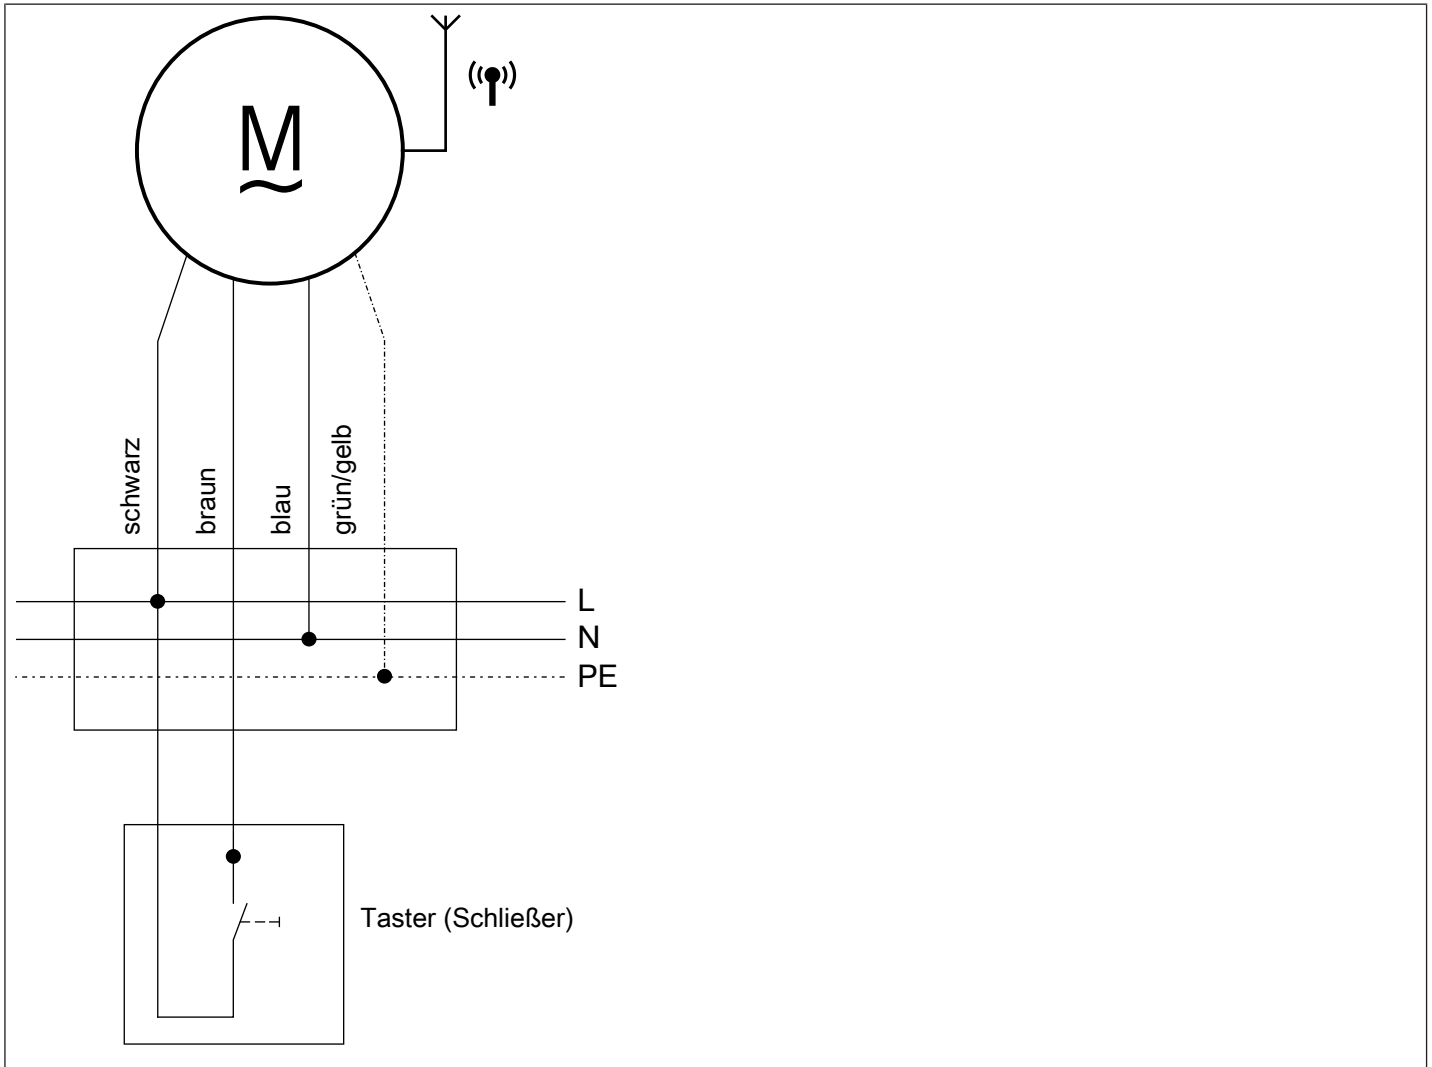 M
schwarz
braun
blau
grün/gelb
L
N
PE
Taster (Schließer)